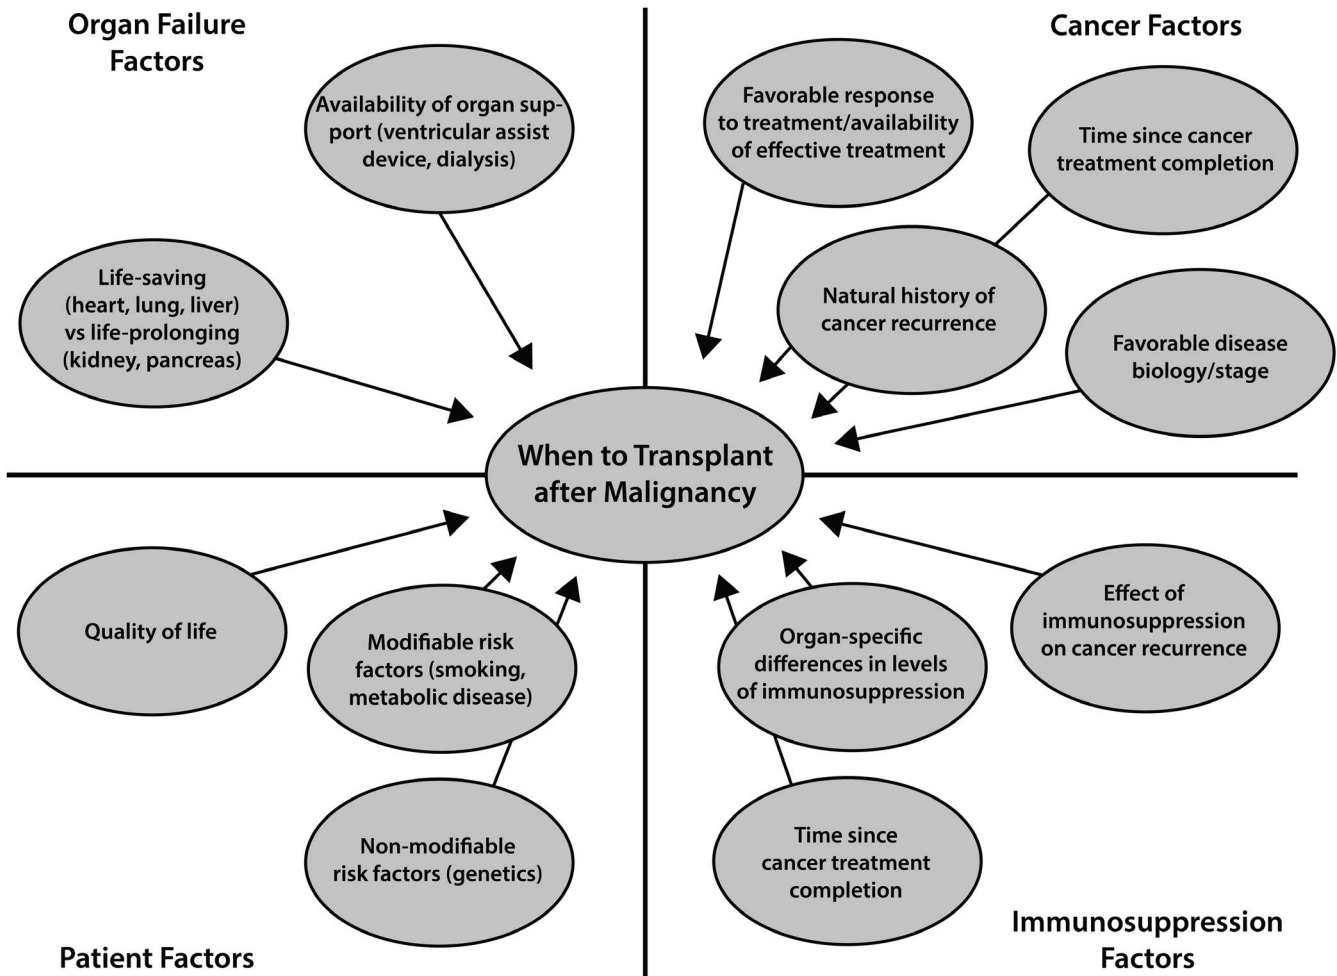 Organ Failure
Factors
Availability of organ sup-
port (ventricular assist
device, dialysis)
Life-saving
(heart, lung, liver)
vs life-prolonging
(kidney, pancreas)
Cancer Factors
Favorable response
to treatment/availability
of effective treatment
Time since cancer
treatment completion
Natural history of
cancer recurrence
Favorable disease
biology/stage
When to Transplant
after Malignancy
Quality of life
Modifiable risk
factors (smoking,
metabolic disease)
Non-modifiable
risk factors (genetics)
Patient Factors
Organ-specific
differences in levels
of immunosuppression
Effect of
immunosuppression
on cancer recurrence
Time since
cancer treatment
completion
Immunosuppression
Factors